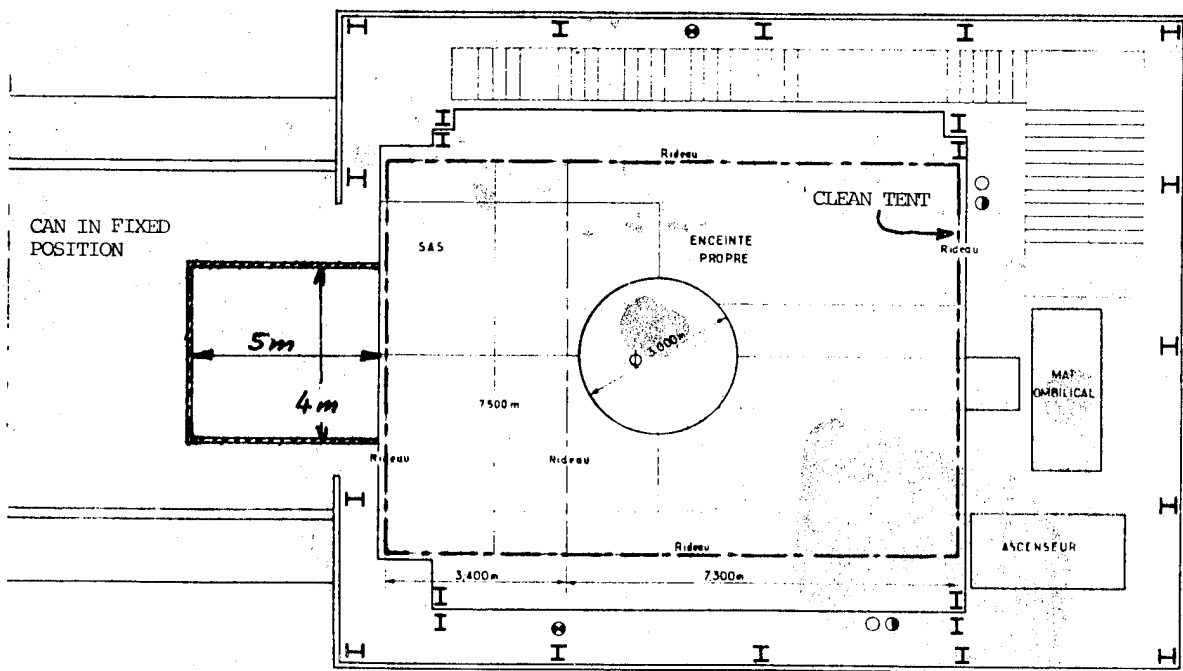 Rideau
CLEAN TENT
CAN IN FIXED
POSITION
SAS
ENCEINTE
PROPRE
Rideau
5m
Φ 3,000m
4m
7.500m
MAT
OMBILICAL
Rideau
Rideau
Rideau
ASCENSEUR
3,400m
7,300m